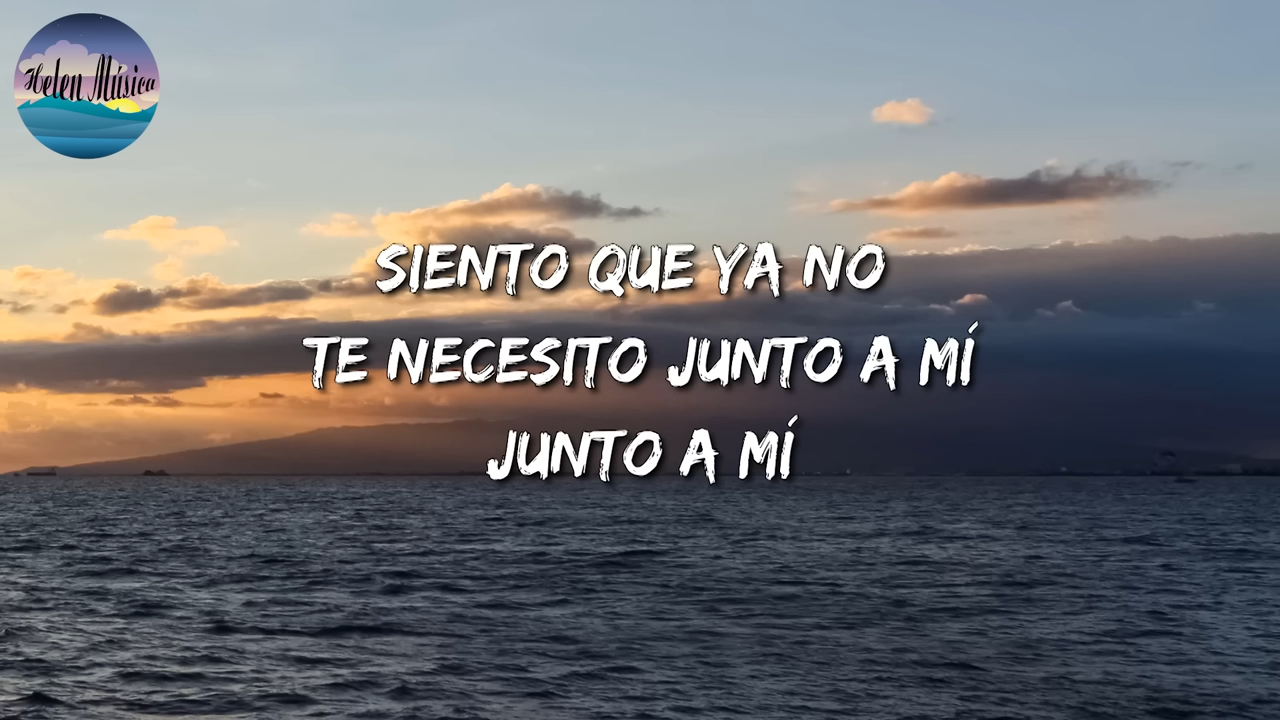 Helen Música
SIENTO QUE YA NO
TE NECESITO JUNTO A MÍ
JUNTO A MÍ